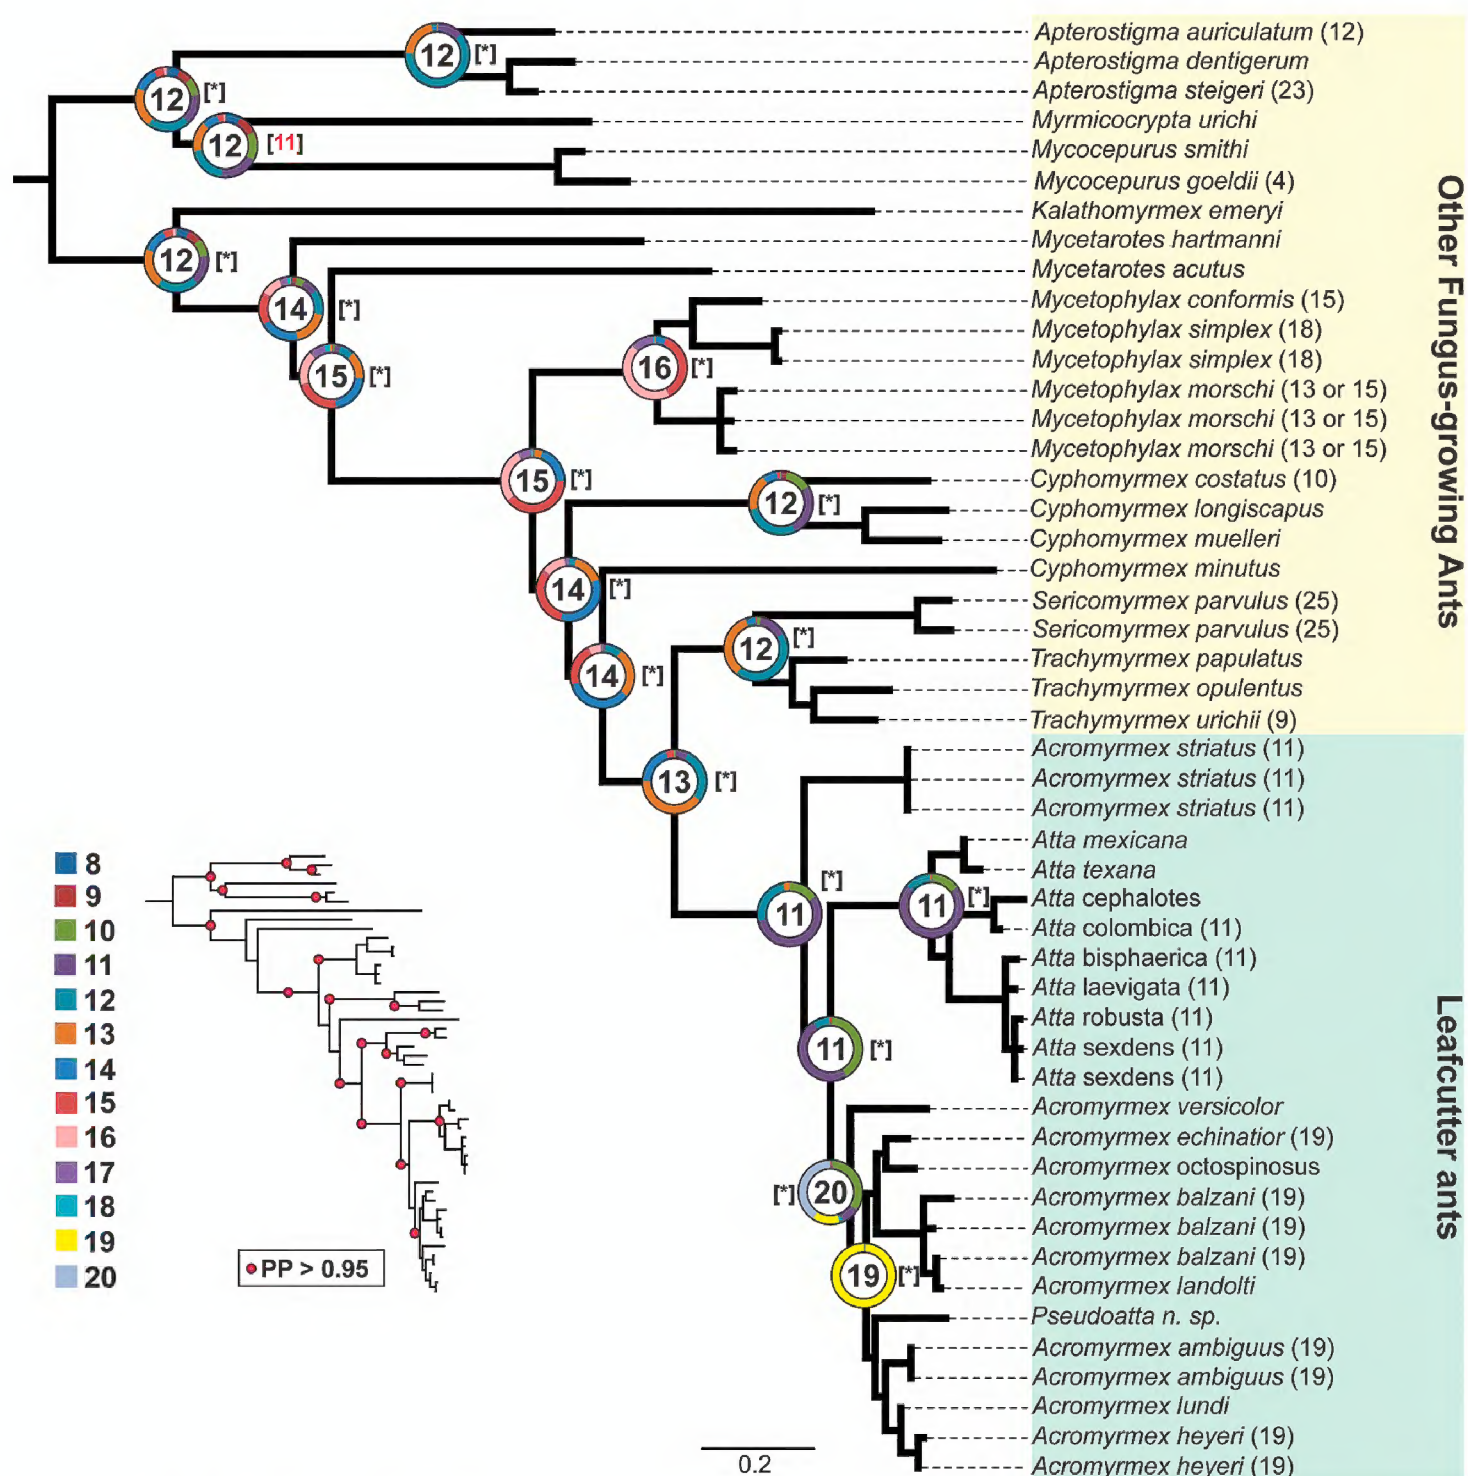 Apterostigma auriculatum (12)
Apterostigma dentigerum
Apterostigma steigeri (23)
Myrmicocrypta urichi
Mycocepurus smithi
Mycocepurus goeldii (4)
Kalathomyrmex emeryi
Mycetarotes hartmanni
Mycetarotes acutus
Mycetophylax conformis (15)
Mycetophylax simplex (18)
Mycetophylax simplex (18)
Mycetophylax morschi (13 or 15)
Mycetophylax morschi (13 or 15)
Mycetophylax morschi (13 or 15)
Cyphomyrmex costatus (10)
Cyphomyrmex longiscapus
Cyphomyrmex muelleri
Cyphomyrmex minutus
Sericomyrmex parvulus (25)
Sericomyrmex parvulus (25)
Trachymyrmex papulatus
Trachymyrmex opulentus
Trachymyrmex urichii (9)
Acromyrmex striatus (11)
Acromyrmex striatus (11)
Acromyrmex striatus (11)
Atta mexicana
Atta texana
Atta cephalotes
Atta colombica (11)
Atta bisphaerica (11)
Atta laevigata (11)
Atta robusta (11)
Atta sexdens (11)
Atta sexdens (11)
Acromyrmex versicolor
Acromyrmex echinatior (19)
Acromyrmex octospinosus
Acromyrmex balzani (19)
Acromyrmex balzani (19)
Acromyrmex balzani (19)
Acromyrmex landolti
Pseudoatta n. sp.
Acromyrmex ambiguus (19)
Acromyrmex ambiguus (19)
Acromyrmex lundi
Acromyrmex heyeri (19)
Acromyrmex heyeri (19)
Other Fungus-growing Ants
Leafcutter ants
12 [*]
12 [*]
12 [11]
12 [*]
14 [*]
15 [*]
16 [*]
15 [*]
12 [*]
14 [*]
14 [*]
12 [*]
13 [*]
11 [*]
11 [*]
11 [*]
[*] 20
19 [*]
8
9
10
11
12
13
14
15
16
17
18
19
20
PP > 0.95
0.2